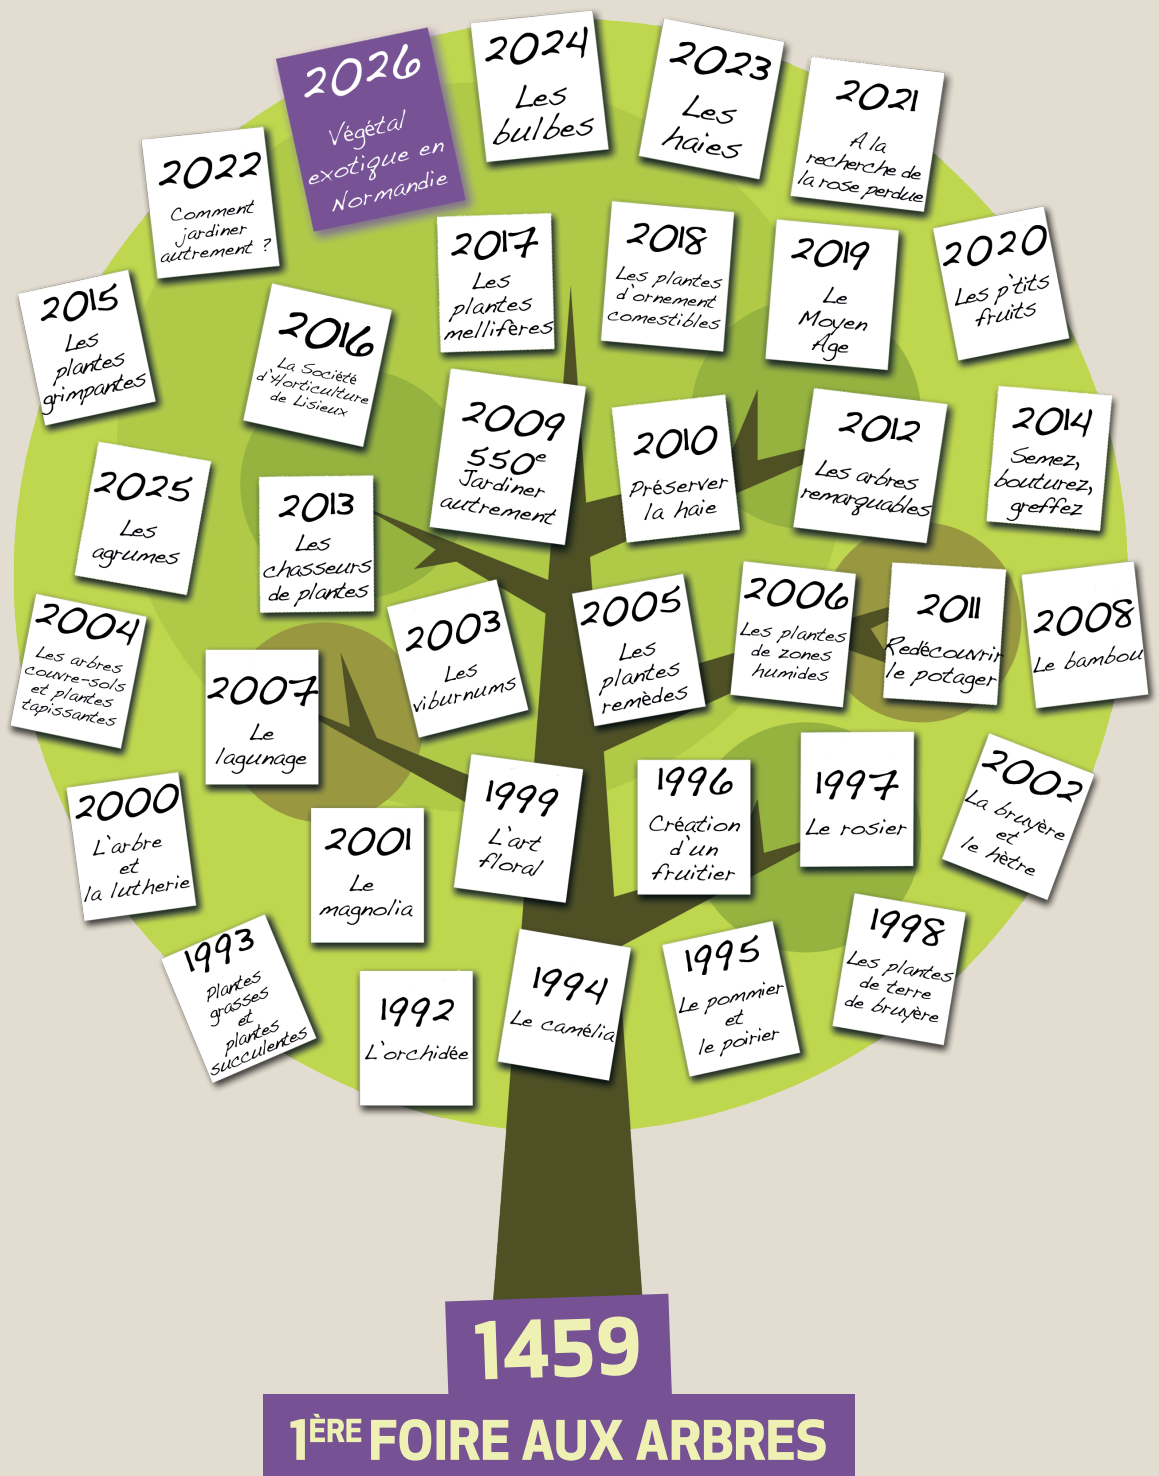 2026
Végétal
exotique en
Normandie
2024
Les
bulbes
2023
Les
haies
2021
A la
recherche de
la rose perdue
2022
Comment
jardiner
autrement ?
2017
Les
plantes
mellifères
2018
Les plantes
d'ornement
comestibles
2019
Le
Moyen
Age
2020
Les p'tits
fruits
2015
Les
plantes
grimpantes
2016
La Société
d'Horticulture
de Lisieux
2009
550e
Jardiner
autrement
2010
Préserver
la haie
2012
Les arbres
remarquables
2014
Semez,
bouturez,
greffez
2025
Les
agrumes
2013
Les
chasseurs
de plantes
2004
Les arbres
couvre-sols
et plantes
tapissantes
2007
Le
lagunage
2003
Les
viburnums
2005
Les
plantes
remèdes
2006
Les plantes
de zones
humides
2011
Redécouvrir
le potager
2008
Le bambou
2000
L'arbre
et
la lutherie
2001
Le
magnolia
1999
L'art
floral
1996
Création
d'un
fruitier
1997
Le rosier
2002
La bruyère
et
le hêtre
1993
Plantes
grasses
et
plantes
succulentes
1992
L'orchidée
1994
Le camélia
1995
Le pommier
et
le poirier
1998
Les plantes
de terre
de bruyère
1459
1ÈRE FOIRE AUX ARBRES